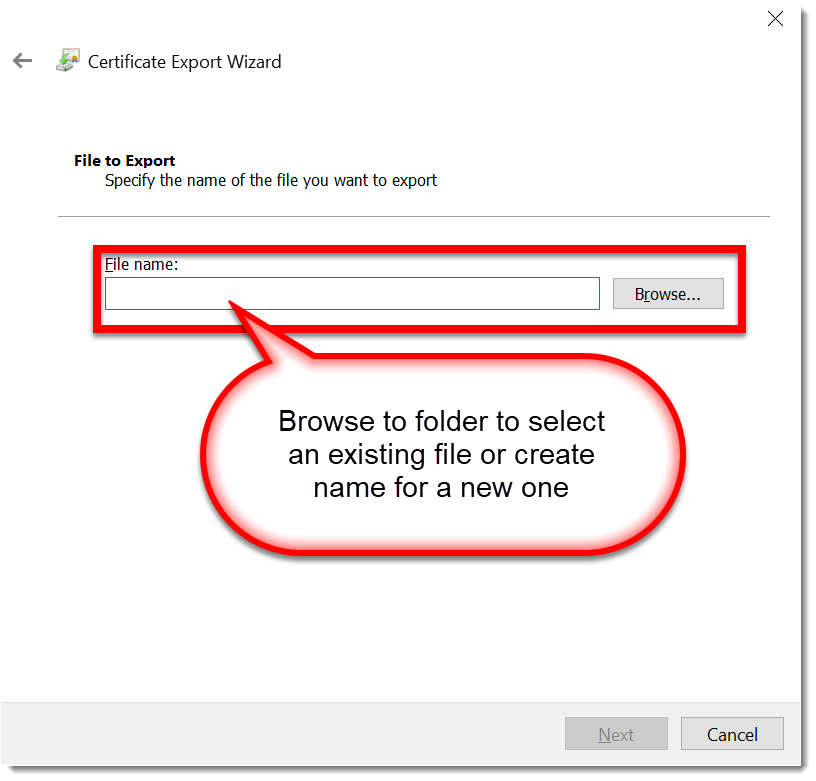 Certificate Export Wizard
File to Export
Specify the name of the file you want to export
File name:
Browse...
Browse to folder to select
an existing file or create
name for a new one
Next
Cancel